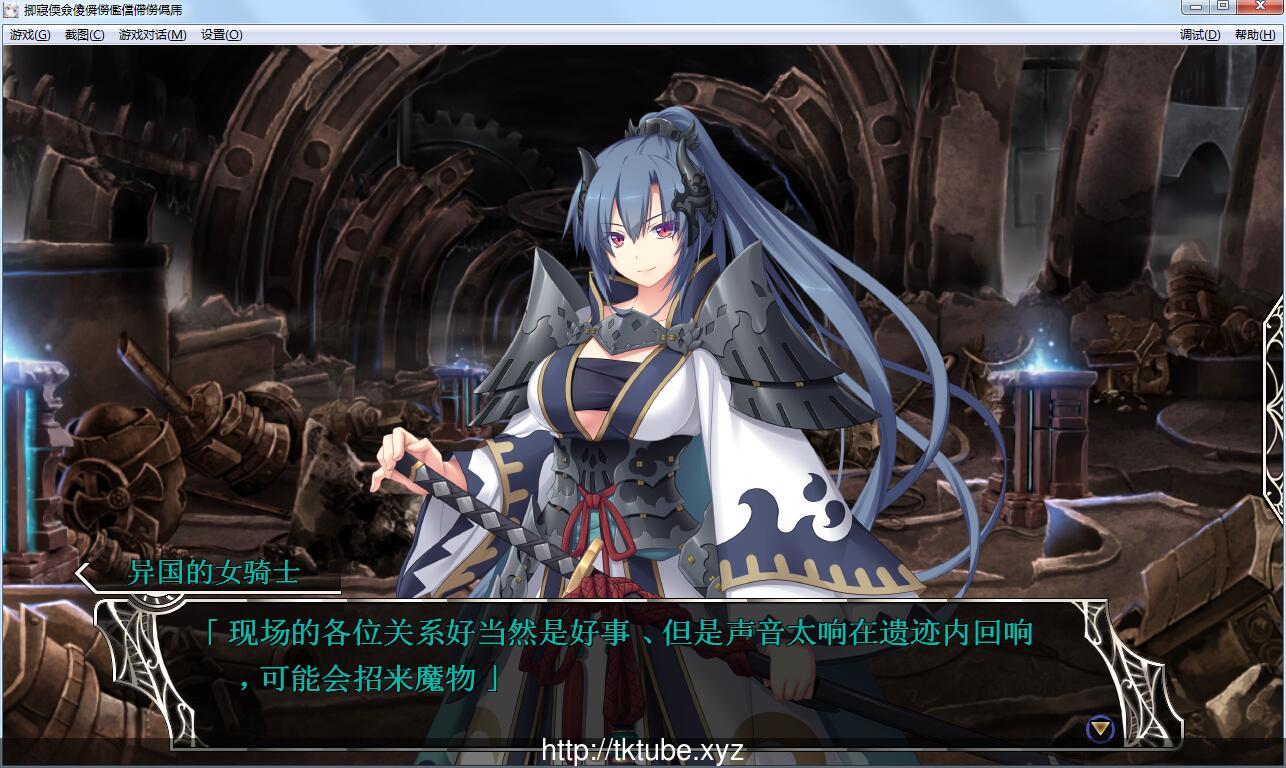 游戏(G) 截图(C) 游戏对话(M) 设置(O) 调试(D) 帮助(H)
异国的女骑士
「现场的各位关系好当然是好事、但是声音太响在遗迹内回响
，可能会招来魔物」
http://tktube.xyz